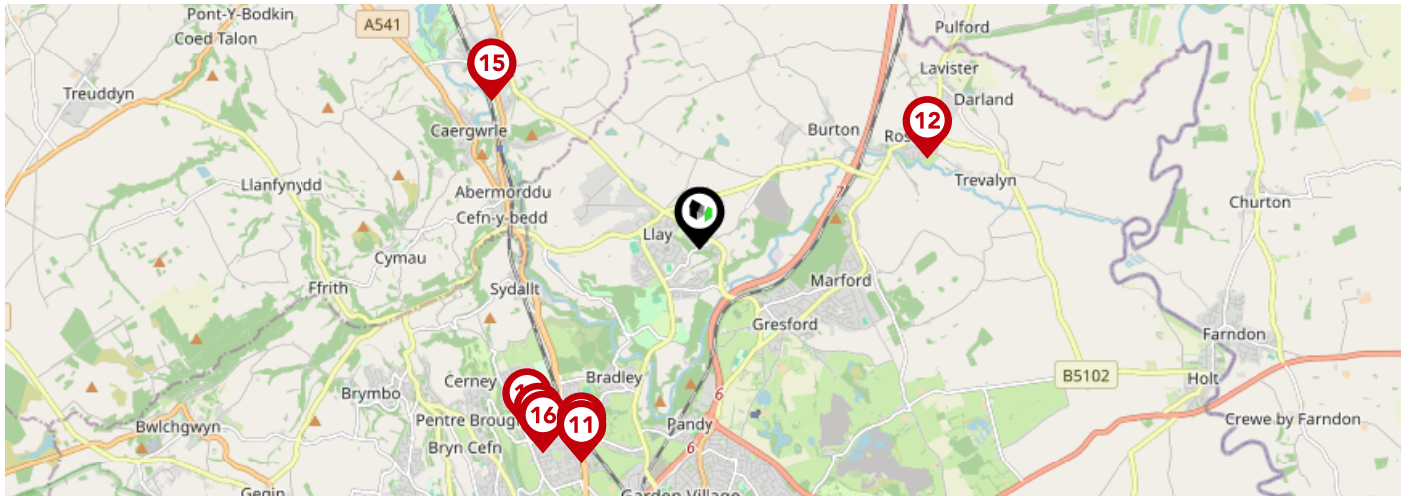 Pont-Y-Bodkin
A541
Pulford
Coed Talon
15
Lavister
Treuddyn
Darland
12
Caergwrle
Burton
Llanfynydd
Abermorddu
Trevalyn
7
Cefn-y-bedd
Churton
Llay
Cymau
Marford
Ffrith
Sydallt
Gresford
Farndon
B5102
Cerney
Bradley
Holt
Brymbo
6
16
11
Pentre
Pandy
Crewe by Farndon
Bwlchgwyn
Bryn Cefn
6
Garden Village